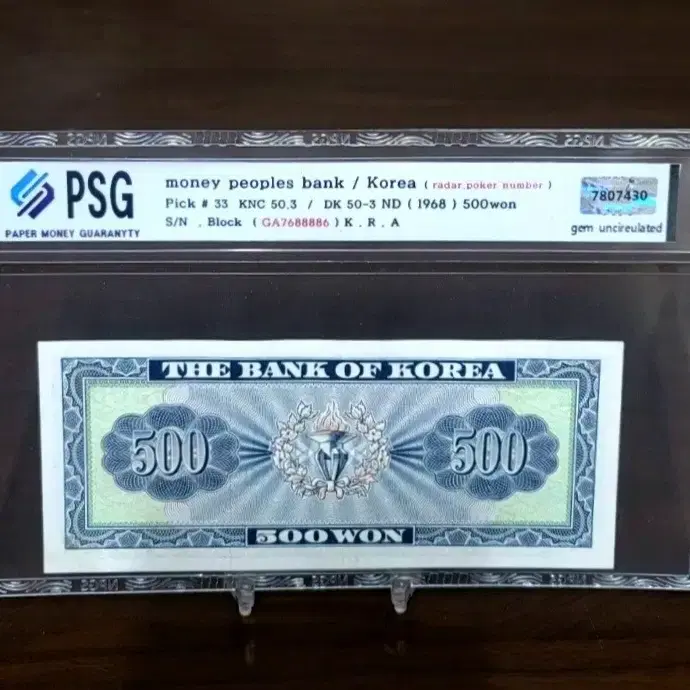 PSG
PAPER MONEY GUARANYTY
money peoples bank / Korea ( radar,poker number )
Pick # 33 KNC 50.3 / DK 50-3 ND ( 1968 ) 500won
S/N . Block ( GA7688886 ) K . R . A
7807430
gem uncireulated
THE BANK OF KOREA
500 500
500 WON